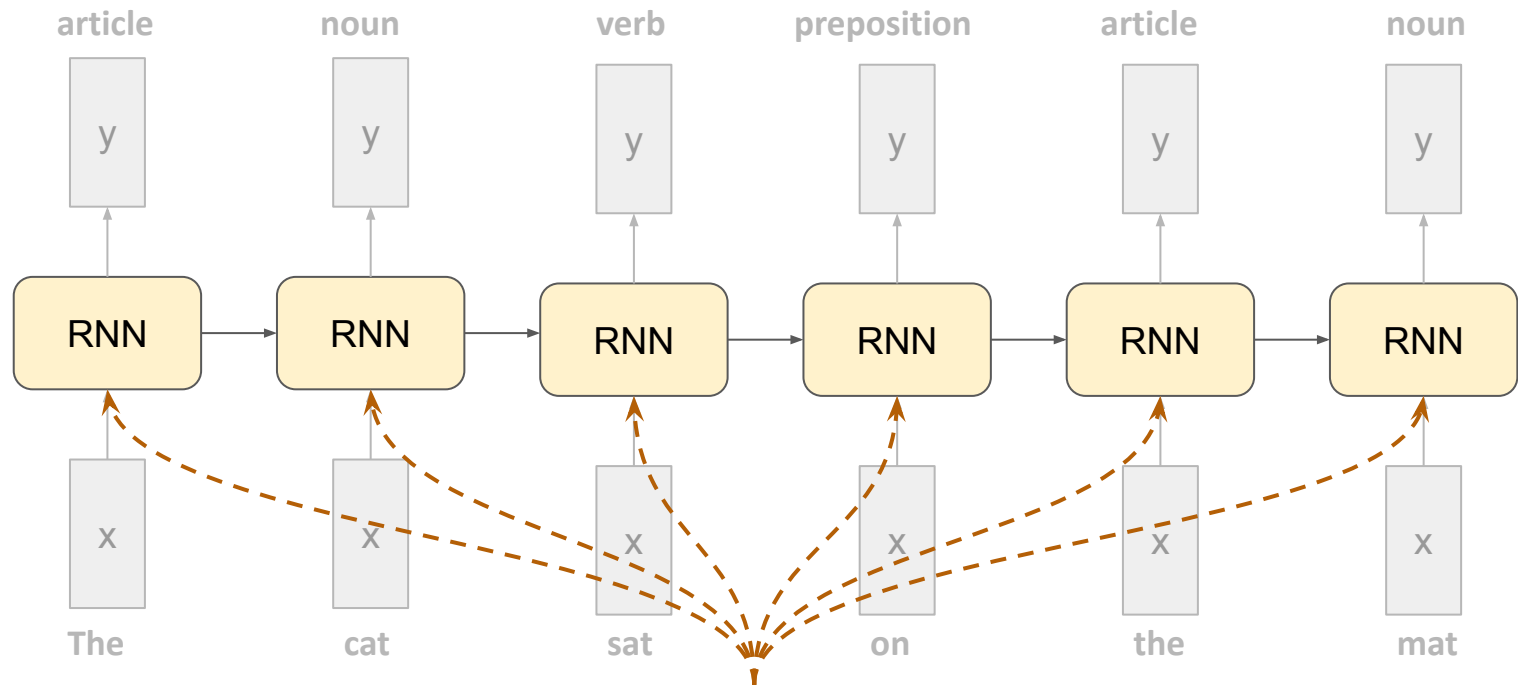 article noun verb preposition article noun
y y y y y y
RNN RNN RNN RNN RNN RNN
x x x x x x
The cat sat on the mat